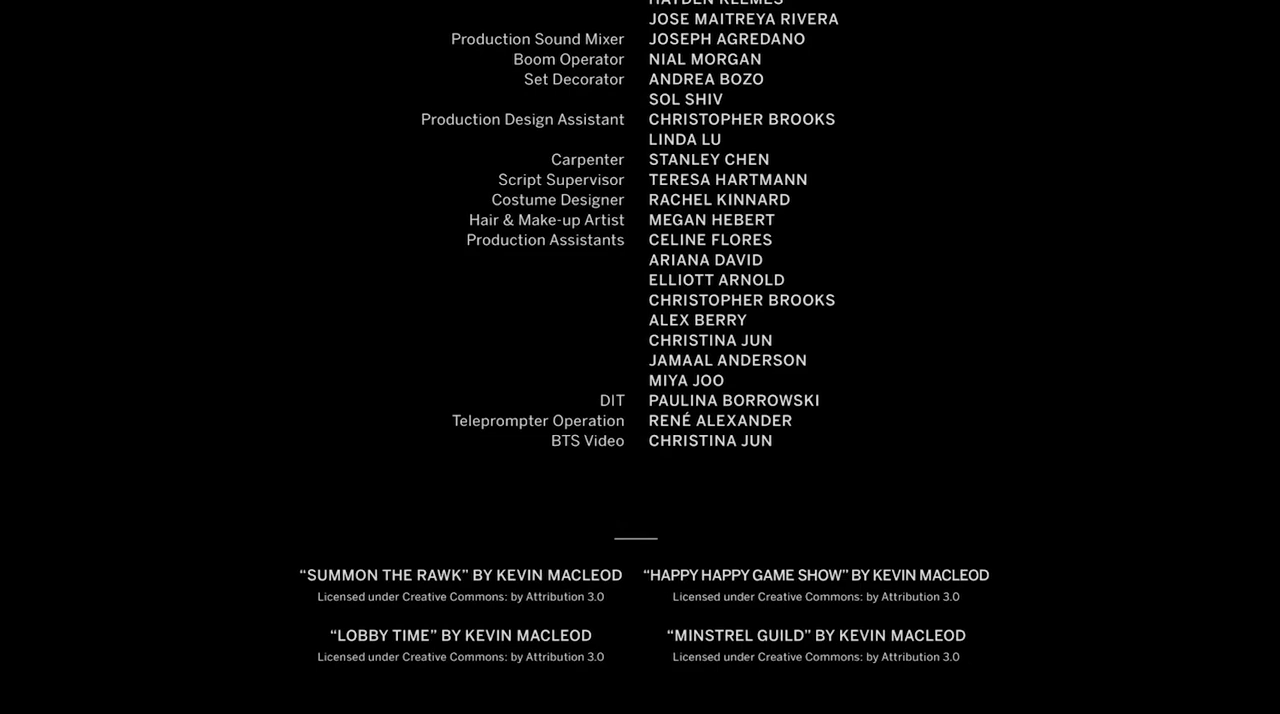 HAYDEN REEMES
JOSE MAITREYA RIVERA
Production Sound Mixer JOSEPH AGREDANO
Boom Operator NIAL MORGAN
Set Decorator ANDREA BOZO
SOL SHIV
Production Design Assistant CHRISTOPHER BROOKS
LINDA LU
Carpenter STANLEY CHEN
Script Supervisor TERESA HARTMANN
Costume Designer RACHEL KINNARD
Hair & Make-up Artist MEGAN HEBERT
Production Assistants CELINE FLORES
ARIANA DAVID
ELLIOTT ARNOLD
CHRISTOPHER BROOKS
ALEX BERRY
CHRISTINA JUN
JAMAAL ANDERSON
MIYA JOO
DIT PAULINA BORROWSKI
Teleprompter Operation RENÉ ALEXANDER
BTS Video CHRISTINA JUN
“SUMMON THE RAWK” BY KEVIN MACLEOD “HAPPY HAPPY GAME SHOW” BY KEVIN MACLEOD
Licensed under Creative Commons: by Attribution 3.0 Licensed under Creative Commons: by Attribution 3.0
“LOBBY TIME” BY KEVIN MACLEOD “MINSTREL GUILD” BY KEVIN MACLEOD
Licensed under Creative Commons: by Attribution 3.0 Licensed under Creative Commons: by Attribution 3.0